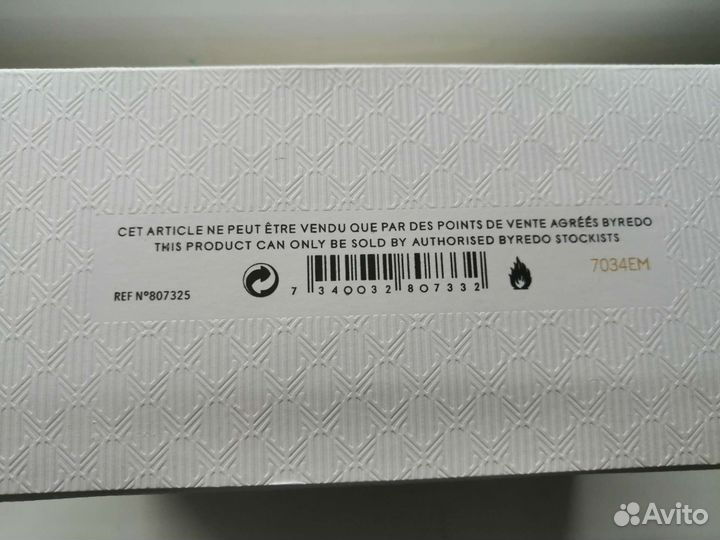 CET ARTICLE NE PEUT ÊTRE VENDU QUE PAR DES POINTS DE VENTE AGRÉÉS BYREDO
THIS PRODUCT CAN ONLY BE SOLD BY AUTHORISED BYREDO STOCKISTS
7034EM
REF N°807325
7 340032 807332
Avito